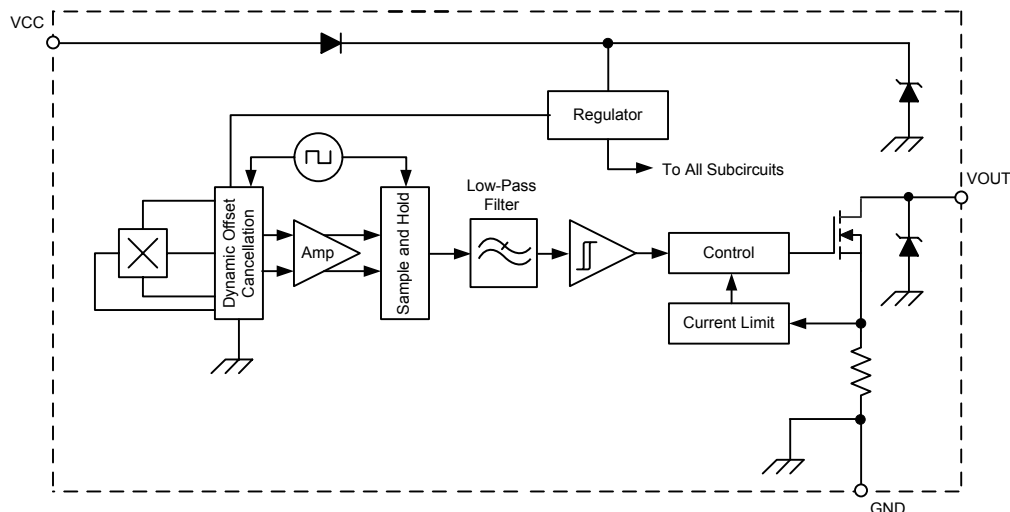 VCC
Regulator
To All Subcircuits
Low-Pass
Filter
VOUT
Dynamic Offset
Cancellation
Amp
Sample and Hold
Control
Current Limit
GND